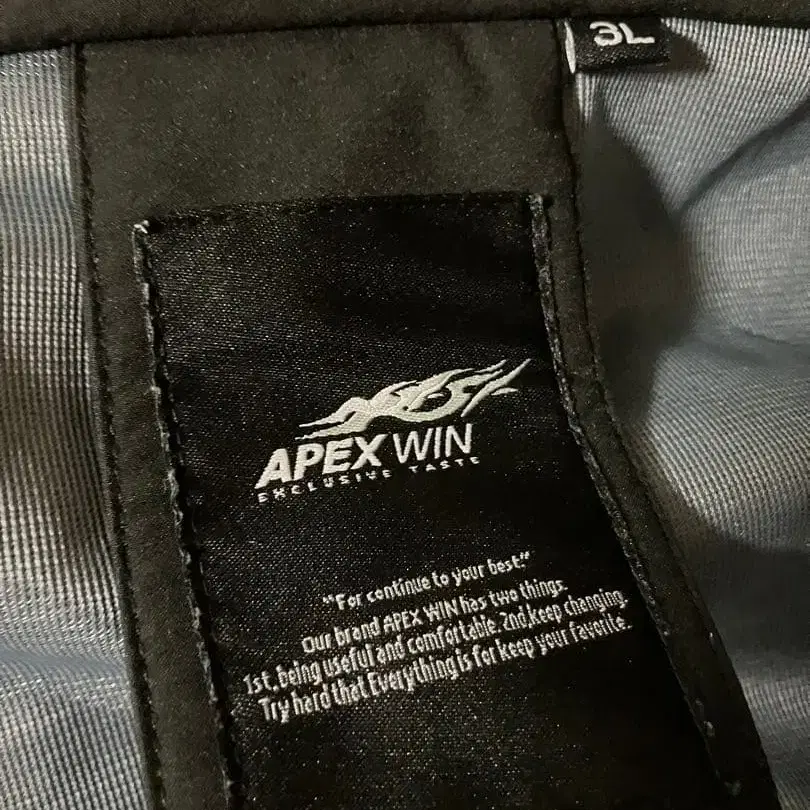 3L
APEX WIN
EXCLUSIVE TASTE
"For continue to your best."
Our brand APEX WIN has two things.
1st, being useful and comfortable. 2nd keep changing.
Try hard that Everything is for keep your favorite.